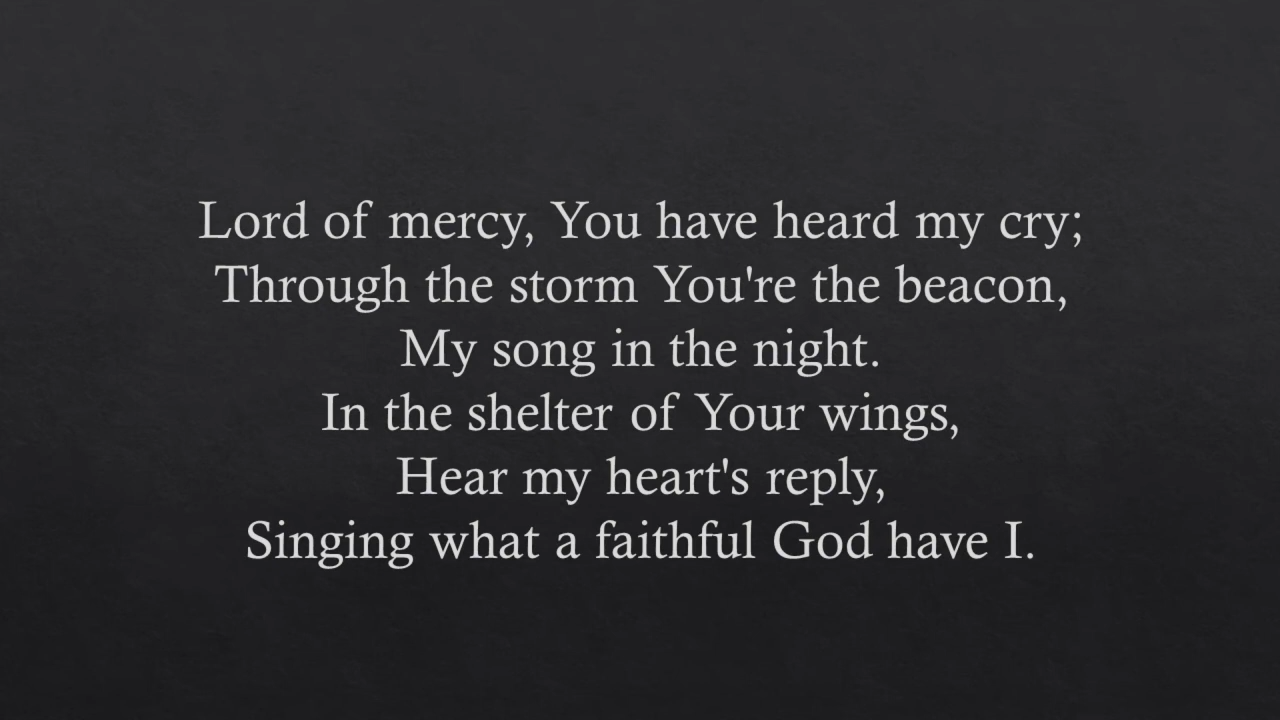 Lord of mercy, You have heard my cry;
Through the storm You're the beacon,
My song in the night.
In the shelter of Your wings,
Hear my heart's reply,
Singing what a faithful God have I.